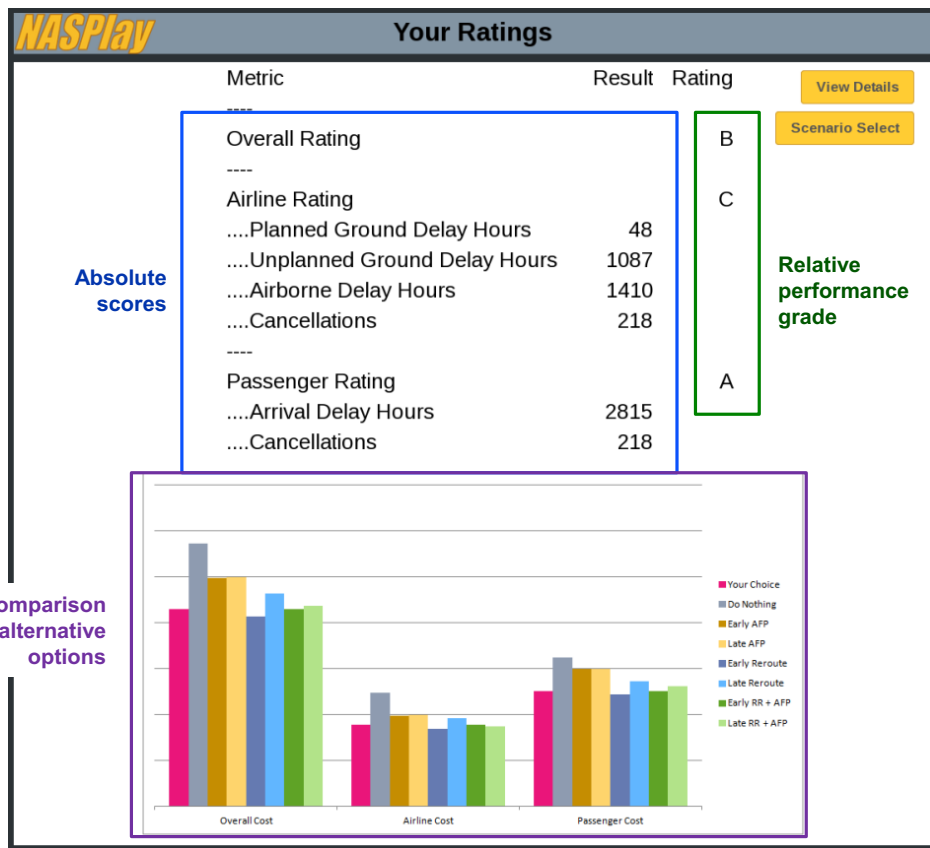 NASPlay
Your Ratings
Metric Result Rating
View Details
----
Scenario Select
Overall Rating B
----
Airline Rating C
....Planned Ground Delay Hours 48
....Unplanned Ground Delay Hours 1087
....Airborne Delay Hours 1410
....Cancellations 218
----
Passenger Rating A
....Arrival Delay Hours 2815
....Cancellations 218
Absolute
scores
Relative
performance
grade
omparison
alternative
options
Your Choice
Do Nothing
Early AFP
Late AFP
Early Reroute
Late Reroute
Early RR + AFP
Late RR + AFP
Overall Cost Airline Cost Passenger Cost